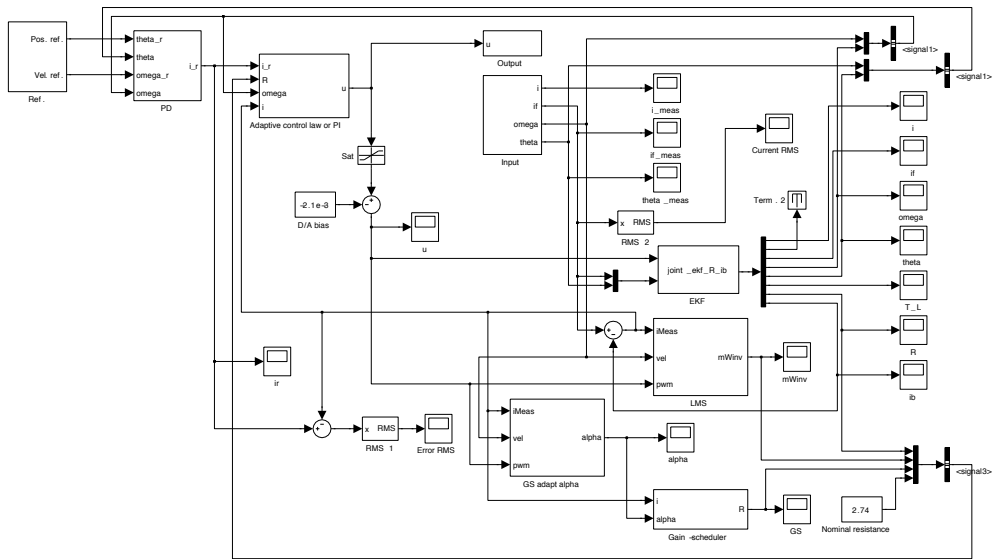 Pos. ref.
Vel. ref.
Ref .
theta_r
theta
omega_r
omega
i_r
PD
i_r
R
omega
i
u
Adaptive control law or PI
u
Output
i
if
omega
theta
Input
i_meas
if _meas
theta _meas
Current RMS
<signal1>
<signal1>
i
if
omega
theta
T_L
R
ib
Sat
-2.1e-3
D/A bias
-
+
u
x
RMS
RMS 2
Term . 2
joint _ekf_R_ib
EKF
+
-
iMeas
vel
pwm
mWinv
LMS
mWinv
ir
+
-
x
RMS
RMS 1
Error RMS
iMeas
vel
pwm
alpha
GS adapt alpha
alpha
i
alpha
R
Gain -scheduler
GS
2.74
Nominal resistance
<signal3>